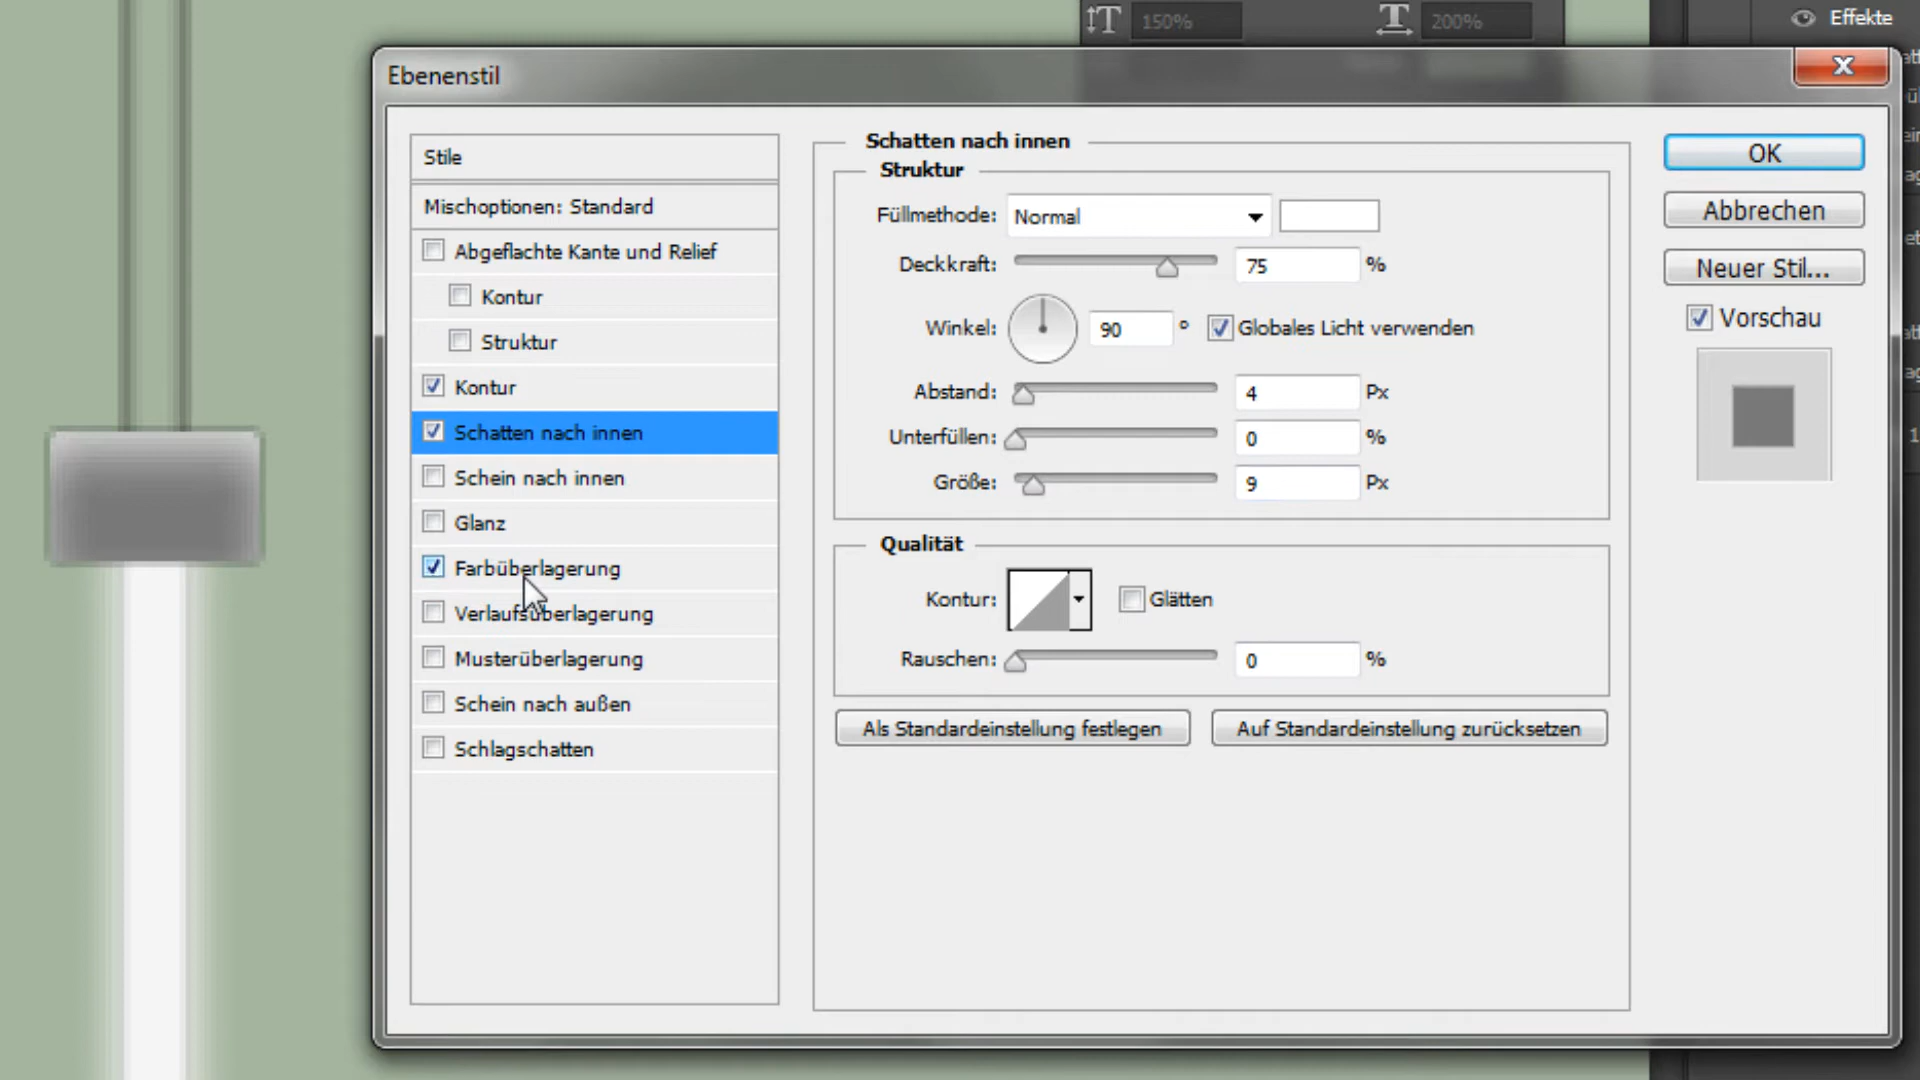 150%
200%
Effekte
Ebenenstil
Stile
Mischoptionen: Standard
Abgeflachte Kante und Relief
Kontur
Struktur
Kontur
Schatten nach innen
Schein nach innen
Glanz
Farbüberlagerung
Verlaufsüberlagerung
Musterüberlagerung
Schein nach außen
Schlagschatten
Schatten nach innen
Struktur
Füllmethode: Normal
Deckkraft: 75 %
Winkel: 90 ° Globales Licht verwenden
Abstand: 4 Px
Unterfüllen: 0 %
Größe: 9 Px
Qualität
Kontur: Glätten
Rauschen: 0 %
Als Standardeinstellung festlegen
Auf Standardeinstellung zurücksetzen
OK
Abbrechen
Neuer Stil...
Vorschau